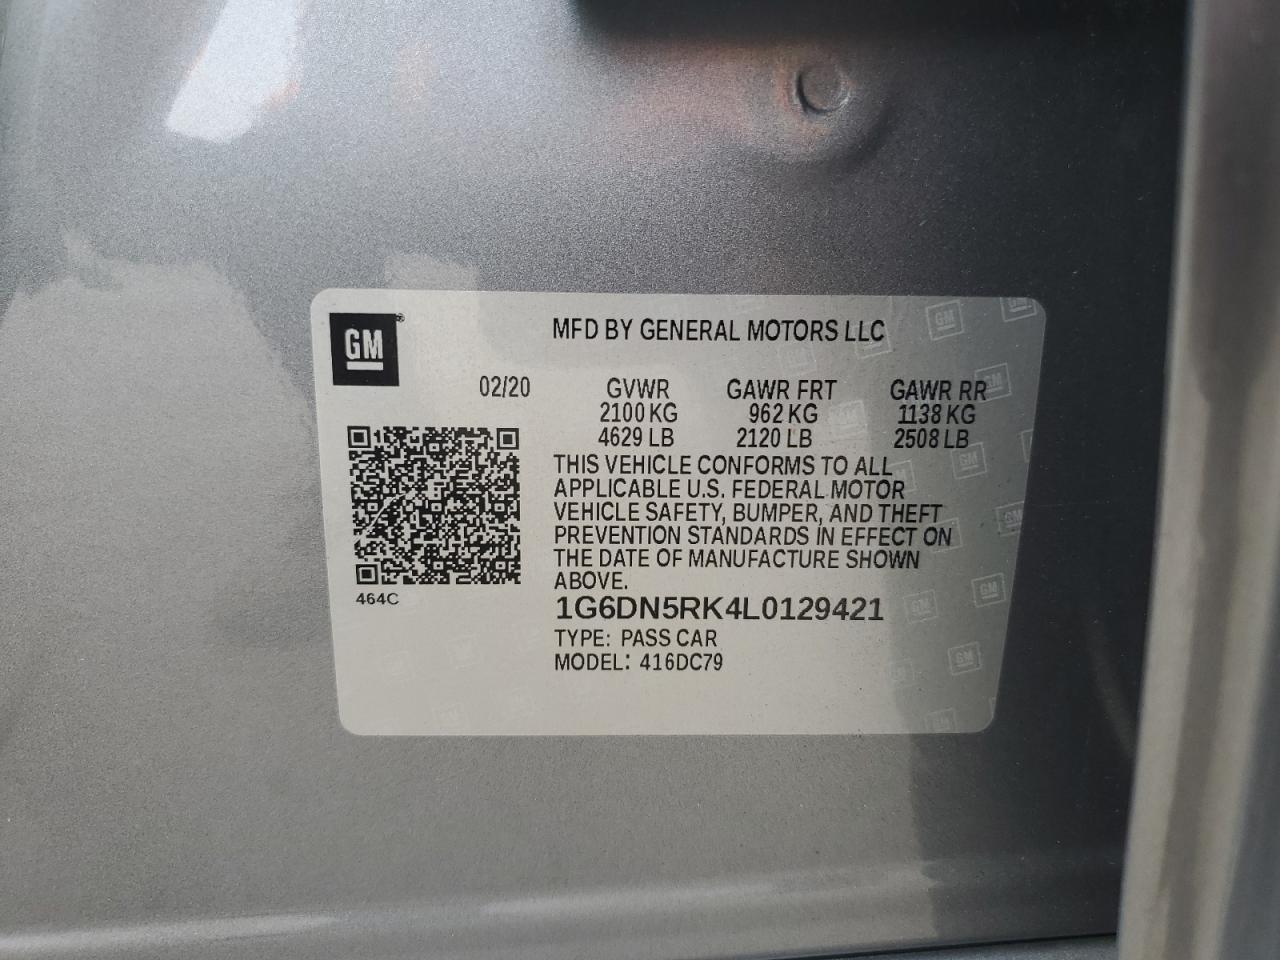 GM®
MFD BY GENERAL MOTORS LLC
02/20 GVWR GAWR FRT GAWR RR
2100 KG 962 KG 1138 KG
4629 LB 2120 LB 2508 LB
THIS VEHICLE CONFORMS TO ALL
APPLICABLE U.S. FEDERAL MOTOR
VEHICLE SAFETY, BUMPER, AND THEFT
PREVENTION STANDARDS IN EFFECT ON
THE DATE OF MANUFACTURE SHOWN
ABOVE.
464C
1G6DN5RK4L0129421
TYPE: PASS CAR
MODEL: 416DC79